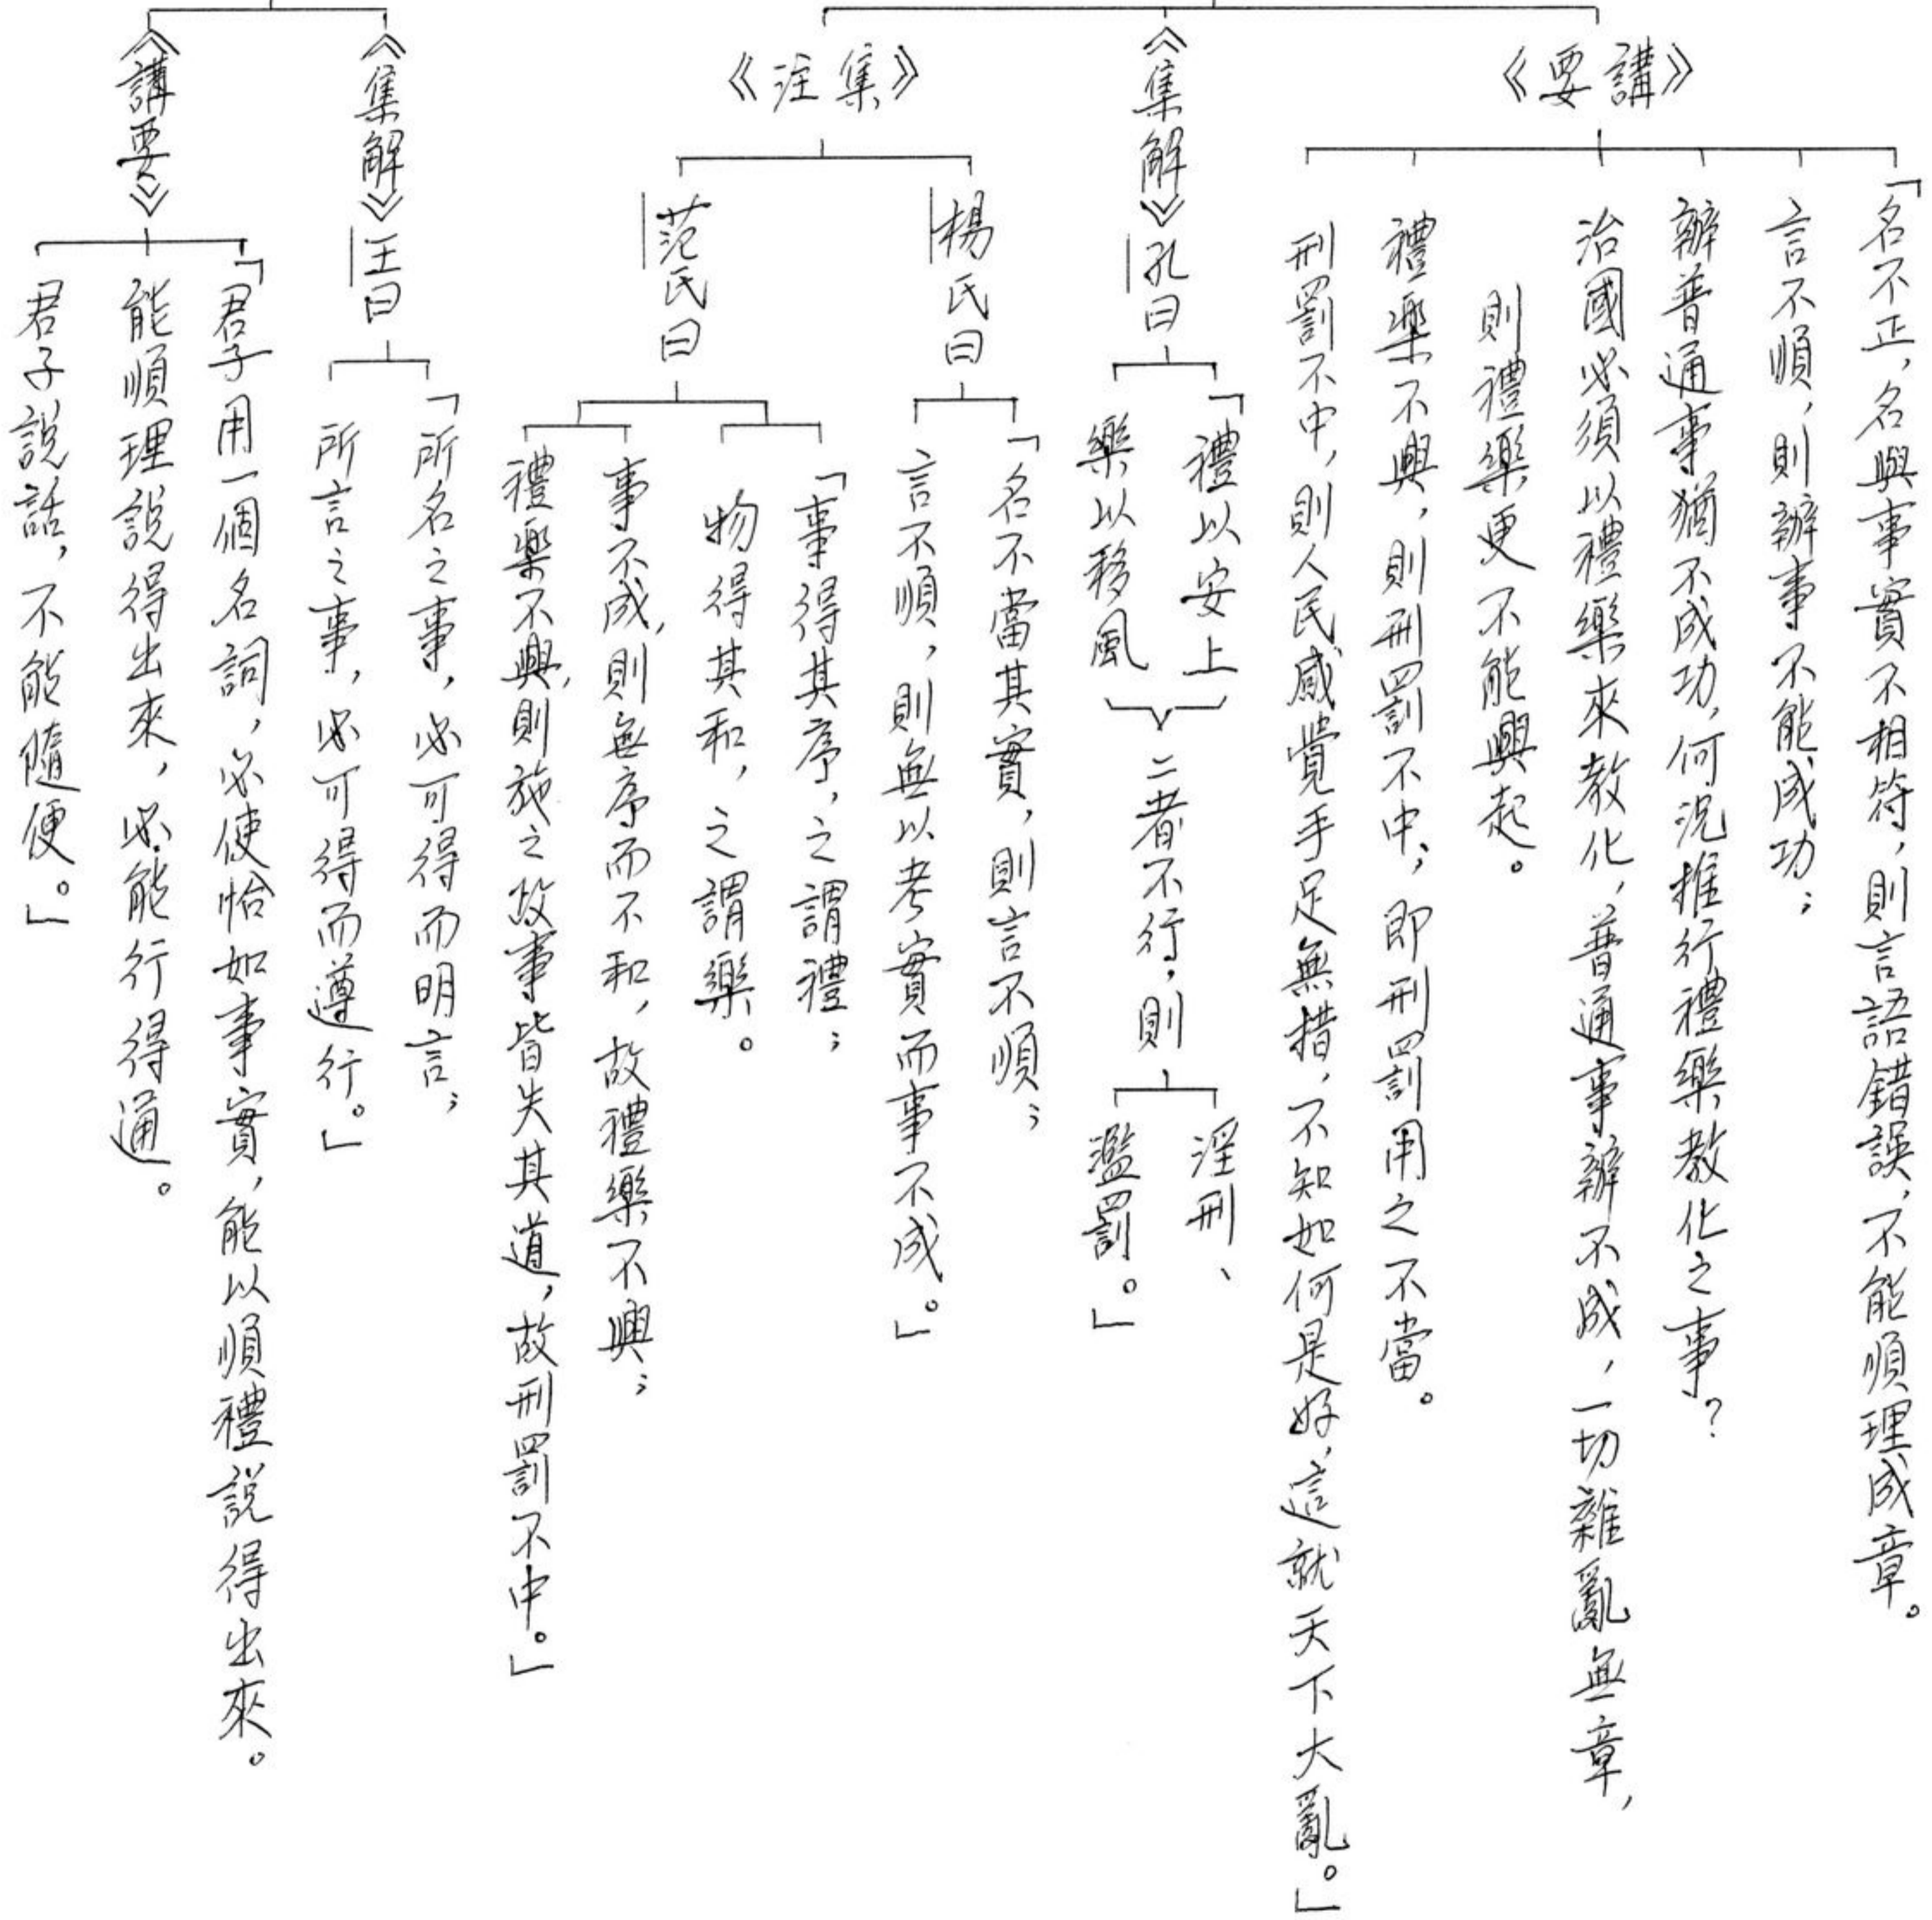 《要講》
「名不正，名與事實不相符，則言語錯誤，不能順理成章。
言不順，則辦事不能成功；
辦普通事猶不成功，何況推行禮樂教化之事？
治國必須以禮樂來教化，普通事辦不成，一切雜亂無章，
則禮樂更不能興起。
禮樂不興，則刑罰不中，即刑罰用之不當。
刑罰不中，則人民感覺手足無措，不知如何是好，這就天下大亂。」
《集解》孔曰
「禮以安上
樂以移風
二者不行，則
淫刑、
濫罰。」
《注集》
楊氏曰
「名不當其實，則言不順；
言不順，則無以考實而事不成。」
范氏曰
「事得其序，之謂禮；
物得其和，之謂樂。
事不成，則無序而不和，故禮樂不興；
禮樂不興，則施之政事皆失其道，故刑罰不中。」
《集解》王曰
「所名之事，必可得而明言；
所言之事，必可得而遵行。」
《講要》
「君子用一個名詞，必使恰如事實，能以順禮說得出來。
能順理說得出來，必能行得通。
君子說話，不能隨便。」